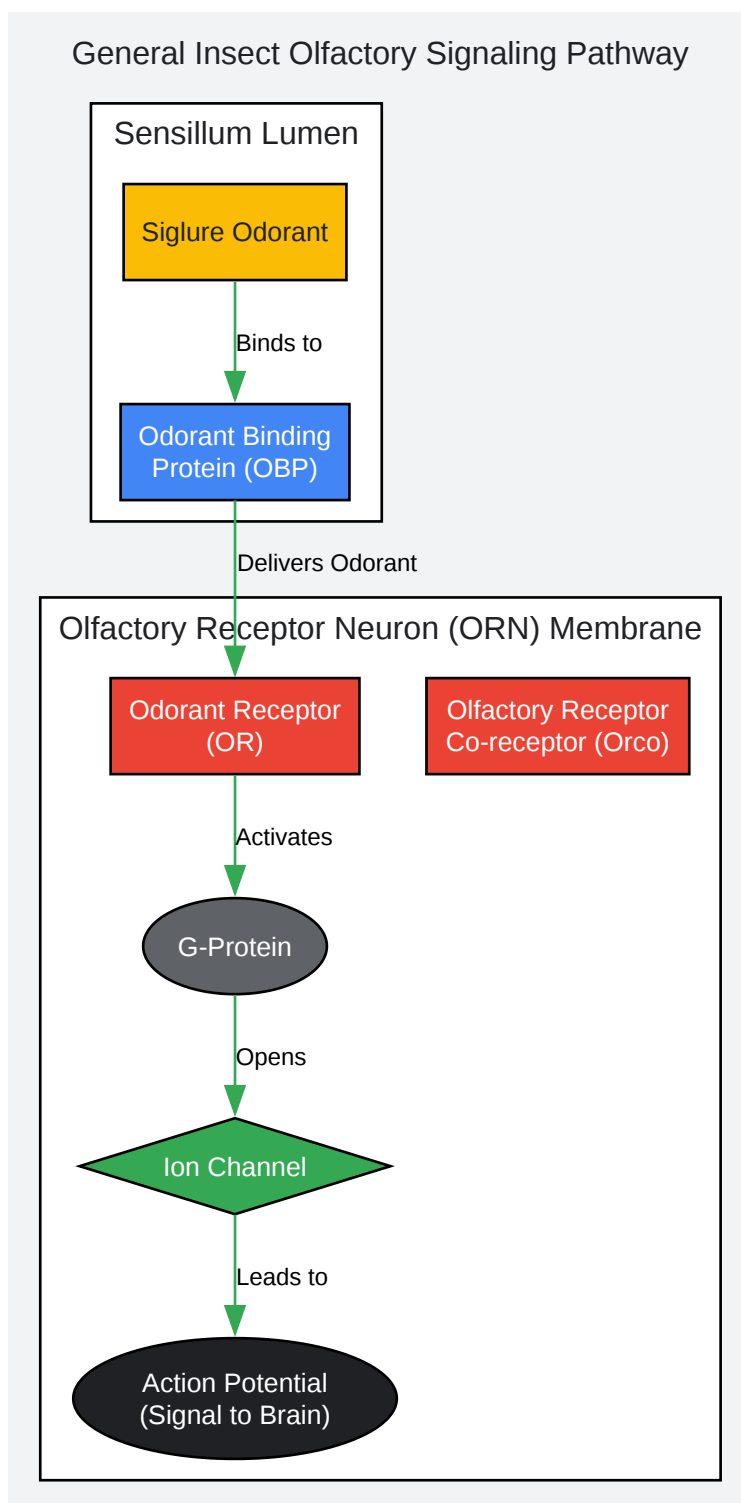 General Insect Olfactory Signaling Pathway
Sensillum Lumen
Siglure Odorant
Binds to
Odorant Binding
Protein (OBP)
Delivers Odorant
Olfactory Receptor Neuron (ORN) Membrane
Odorant Receptor
(OR)
Olfactory Receptor
Co-receptor (Orco)
Activates
G-Protein
Opens
Ion Channel
Leads to
Action Potential
(Signal to Brain)